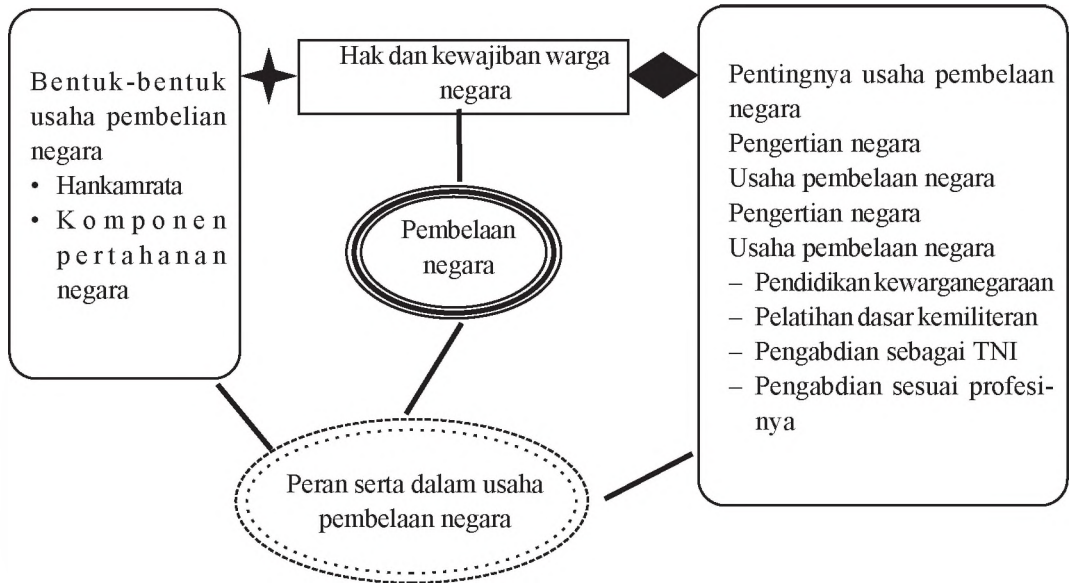 Bentuk-bentuk
usaha pembelian
negara
• Hankamrata
• Komponen
pertahanan
negara
Hak dan kewajiban warga
negara
Pembelaan
negara
Peran serta dalam usaha
pembelaan negara
Pentingnya usaha pembelaan
negara
Pengertian negara
Usaha pembelaan negara
Pengertian negara
Usaha pembelaan negara
– Pendidikan kewarganegaraan
– Pelatihan dasar kemiliteran
– Pengabdian sebagai TNI
– Pengabdian sesuai profesi-
nya